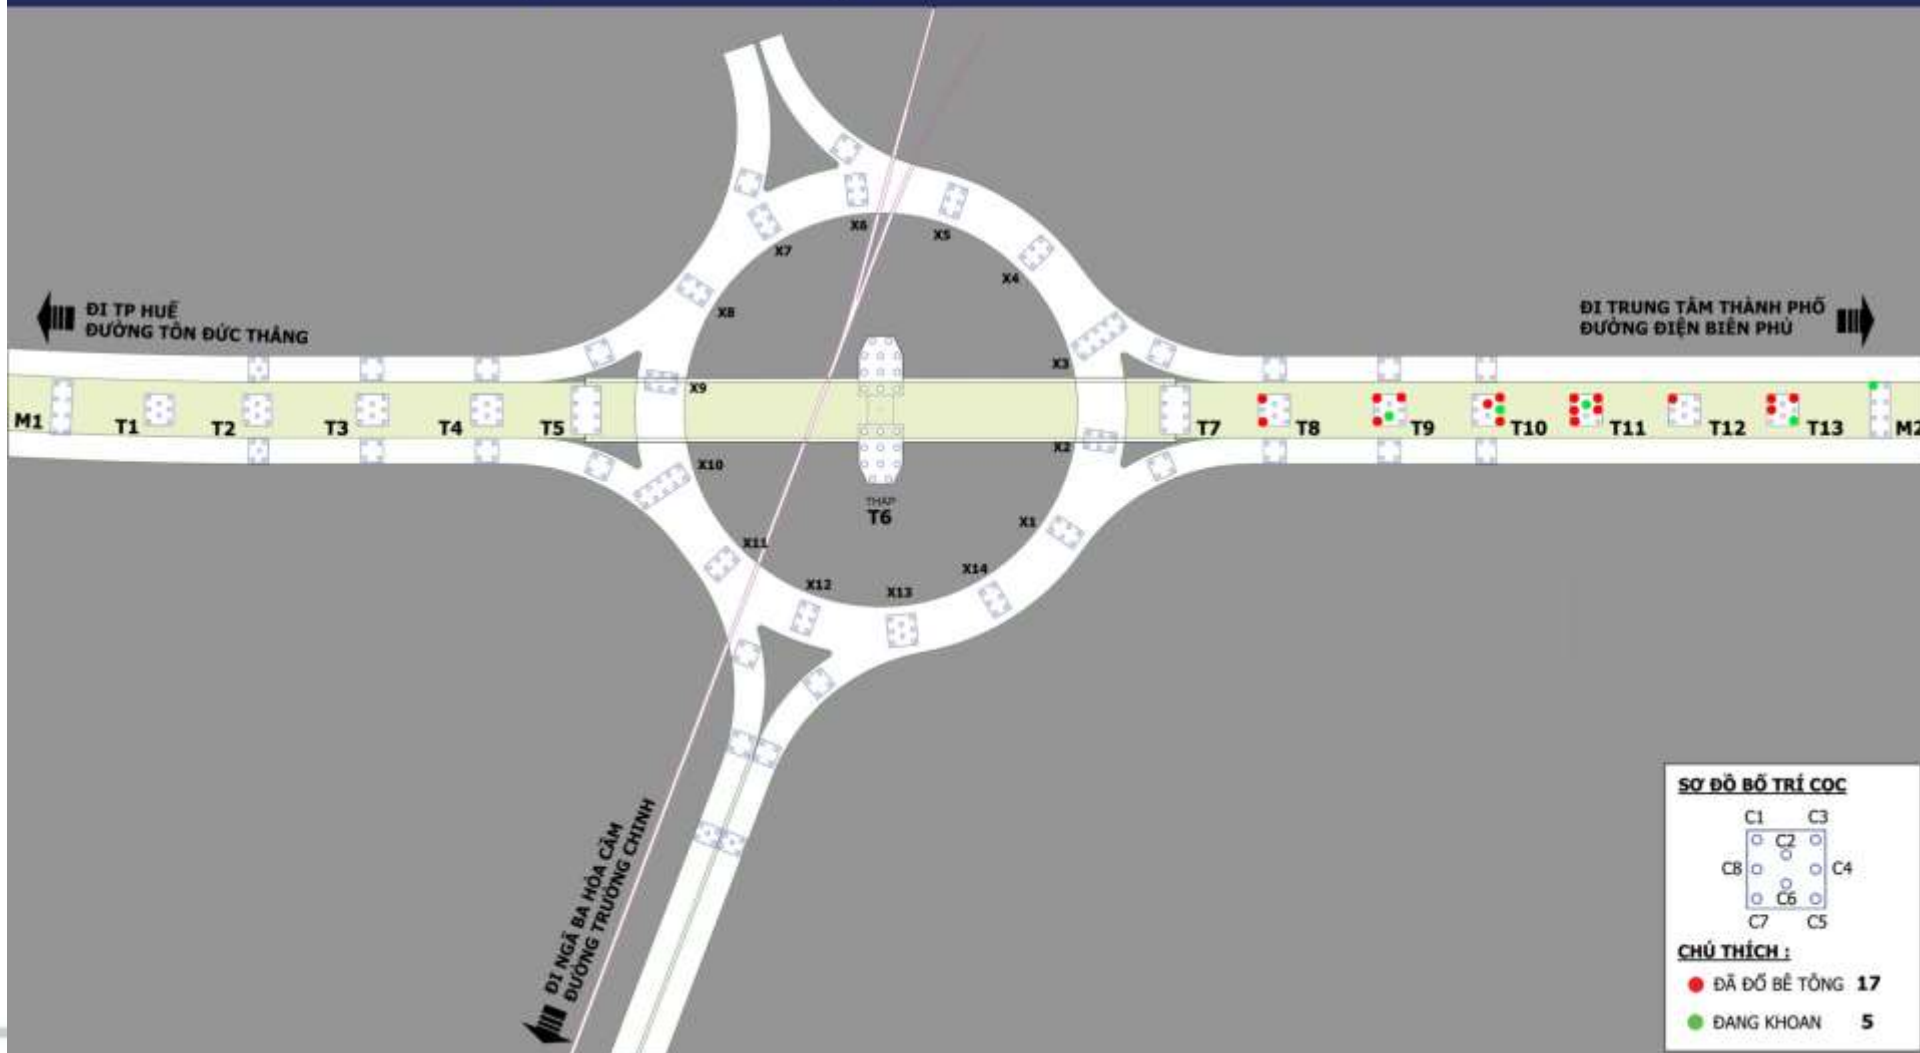 X6
X5
X7
X4
X8
ĐI TP HUẾ
ĐƯỜNG TÔN ĐỨC THẮNG
ĐI TRUNG TÂM THÀNH PHỐ
ĐƯỜNG ĐIỆN BIÊN PHỦ
X3
X9
M1
T1
T2
T3
T4
T5
T7
T8
T9
T10
T11
T12
T13
M2
X2
X10
THÁP
T6
X1
X11
X14
X12
X13
ĐI NGÃ BA HÒA CẦM
ĐƯỜNG TRƯỜNG CHINH
SƠ ĐỒ BỐ TRÍ CỌC
C1 C3
C2
C8 C4
C6
C7 C5
CHÚ THÍCH :
ĐÃ ĐỔ BÊ TÔNG 17
ĐANG KHOAN 5